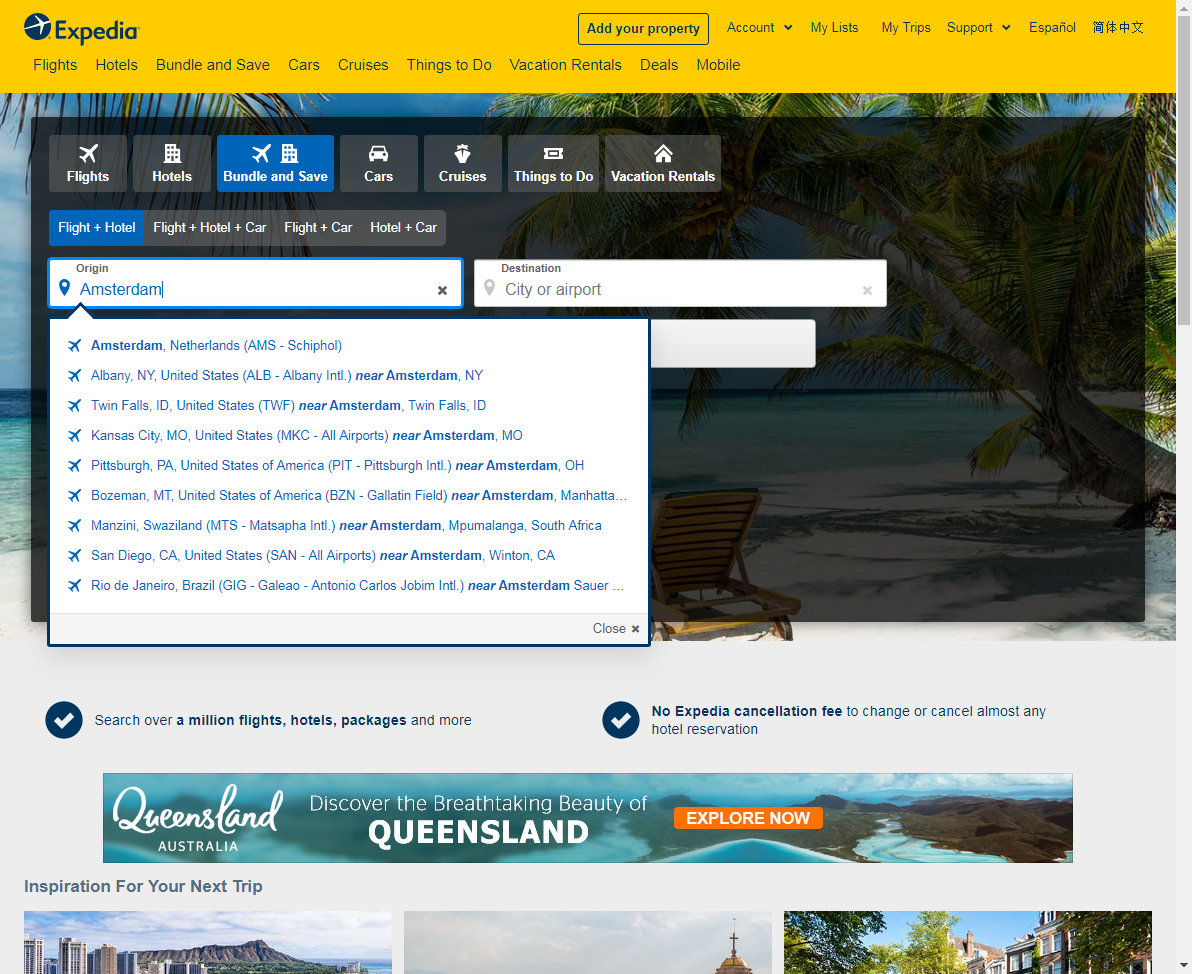 Expedia
Add your property
Account
My Lists
My Trips
Support
Español
简体中文
Flights
Hotels
Bundle and Save
Cars
Cruises
Things to Do
Vacation Rentals
Deals
Mobile
Flights
Hotels
Bundle and Save
Cars
Cruises
Things to Do
Vacation Rentals
Flight + Hotel
Flight + Hotel + Car
Flight + Car
Hotel + Car
Origin
Amsterdam
Destination
City or airport
Amsterdam, Netherlands (AMS - Schiphol)
Albany, NY, United States (ALB - Albany Intl.) near Amsterdam, NY
Twin Falls, ID, United States (TWF) near Amsterdam, Twin Falls, ID
Kansas City, MO, United States (MKC - All Airports) near Amsterdam, MO
Pittsburgh, PA, United States of America (PIT - Pittsburgh Intl.) near Amsterdam, OH
Bozeman, MT, United States of America (BZN - Gallatin Field) near Amsterdam, Manhatta...
Manzini, Swaziland (MTS - Matsapha Intl.) near Amsterdam, Mpumalanga, South Africa
San Diego, CA, United States (SAN - All Airports) near Amsterdam, Winton, CA
Rio de Janeiro, Brazil (GIG - Galeao - Antonio Carlos Jobim Intl.) near Amsterdam Sauer ...
Close
Search over a million flights, hotels, packages and more
No Expedia cancellation fee to change or cancel almost any
hotel reservation
Queensland
AUSTRALIA
Discover the Breathtaking Beauty of
QUEENSLAND
EXPLORE NOW
Inspiration For Your Next Trip